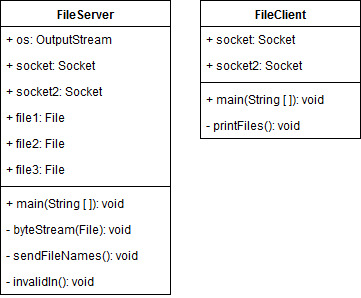 FileServer
+ os: OutputStream
+ socket: Socket
+ socket2: Socket
+ file1: File
+ file2: File
+ file3: File
+ main(String [ ]): void
- byteStream(File): void
- sendFileNames(): void
- invalidIn(): void
FileClient
+ socket: Socket
+ socket2: Socket
+ main(String [ ]): void
- printFiles(): void